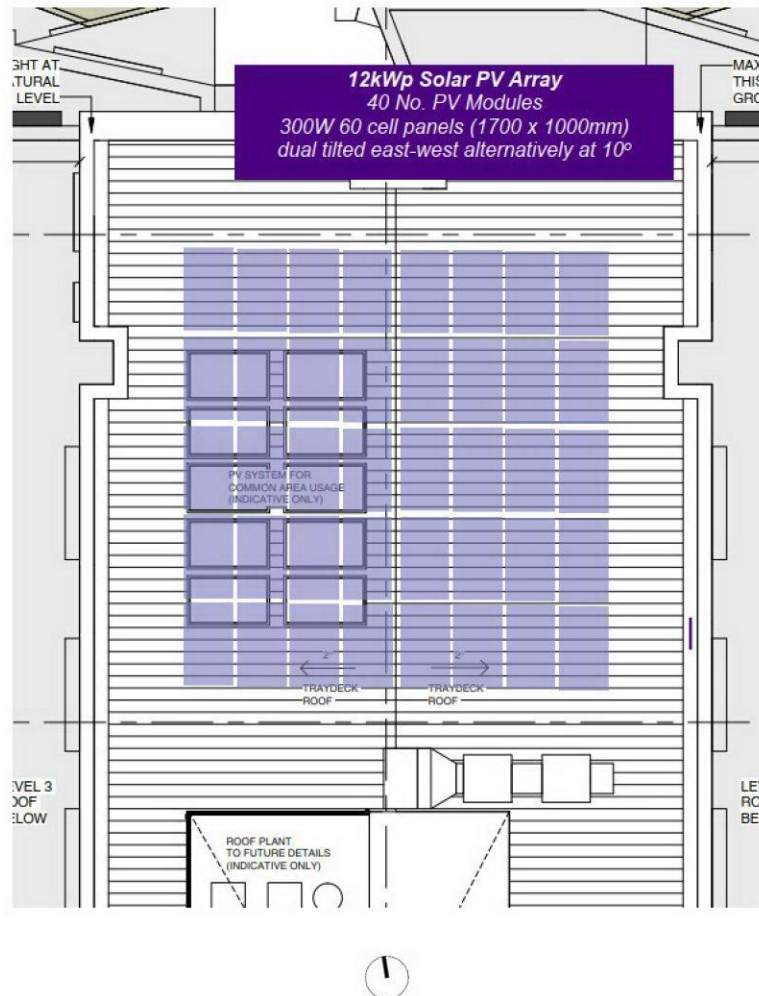 GHT AT
TURAL
LEVEL
12kWp Solar PV Array
40 No. PV Modules
300W 60 cell panels (1700 x 1000mm)
dual tilted east-west alternatively at 10º
MAX
THIS
GRO
PV SYSTEM FOR
COMMON AREA USAGE
(INDICATIVE ONLY)
2° 2°
TRAYDECK TRAYDECK
ROOF ROOF
EVEL 3
OOF
ELOW
LEV
RO
BE
ROOF PLANT
TO FUTURE DETAILS
(INDICATIVE ONLY)